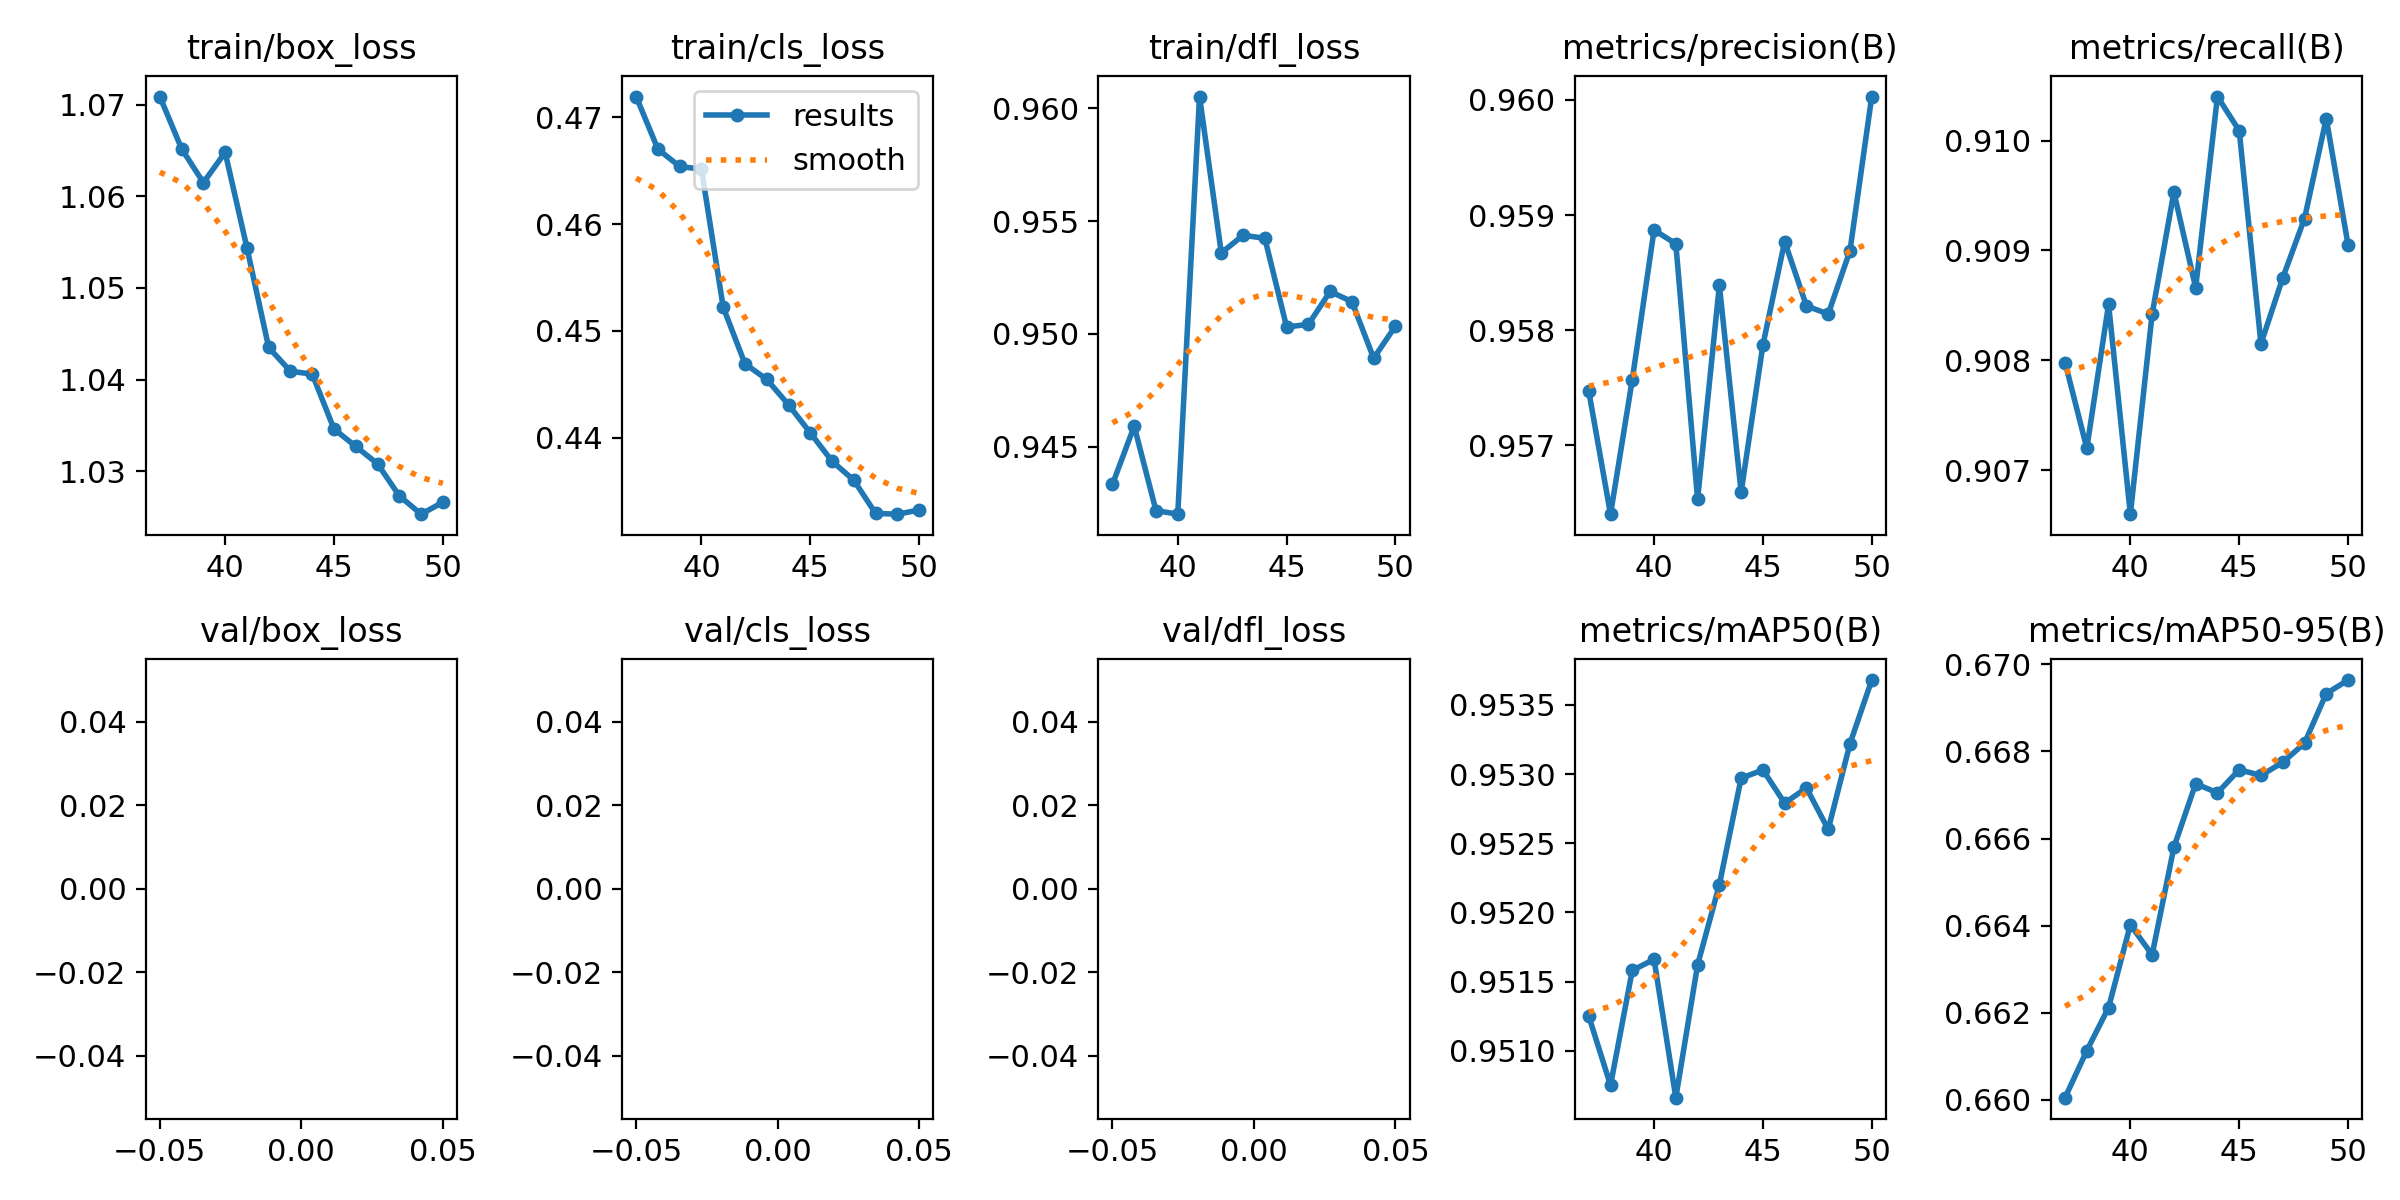 train/box_loss
1.07
1.06
1.05
1.04
1.03
40 45 50
train/cls_loss
results
smooth
0.47
0.46
0.45
0.44
40 45 50
train/dfl_loss
0.960
0.955
0.950
0.945
40 45 50
metrics/precision(B)
0.960
0.959
0.958
0.957
40 45 50
metrics/recall(B)
0.910
0.909
0.908
0.907
40 45 50
val/box_loss
0.04
0.02
0.00
−0.02
−0.04
−0.05 0.00 0.05
val/cls_loss
0.04
0.02
0.00
−0.02
−0.04
−0.05 0.00 0.05
val/dfl_loss
0.04
0.02
0.00
−0.02
−0.04
−0.05 0.00 0.05
metrics/mAP50(B)
0.9535
0.9530
0.9525
0.9520
0.9515
0.9510
40 45 50
metrics/mAP50-95(B)
0.670
0.668
0.666
0.664
0.662
0.660
40 45 50